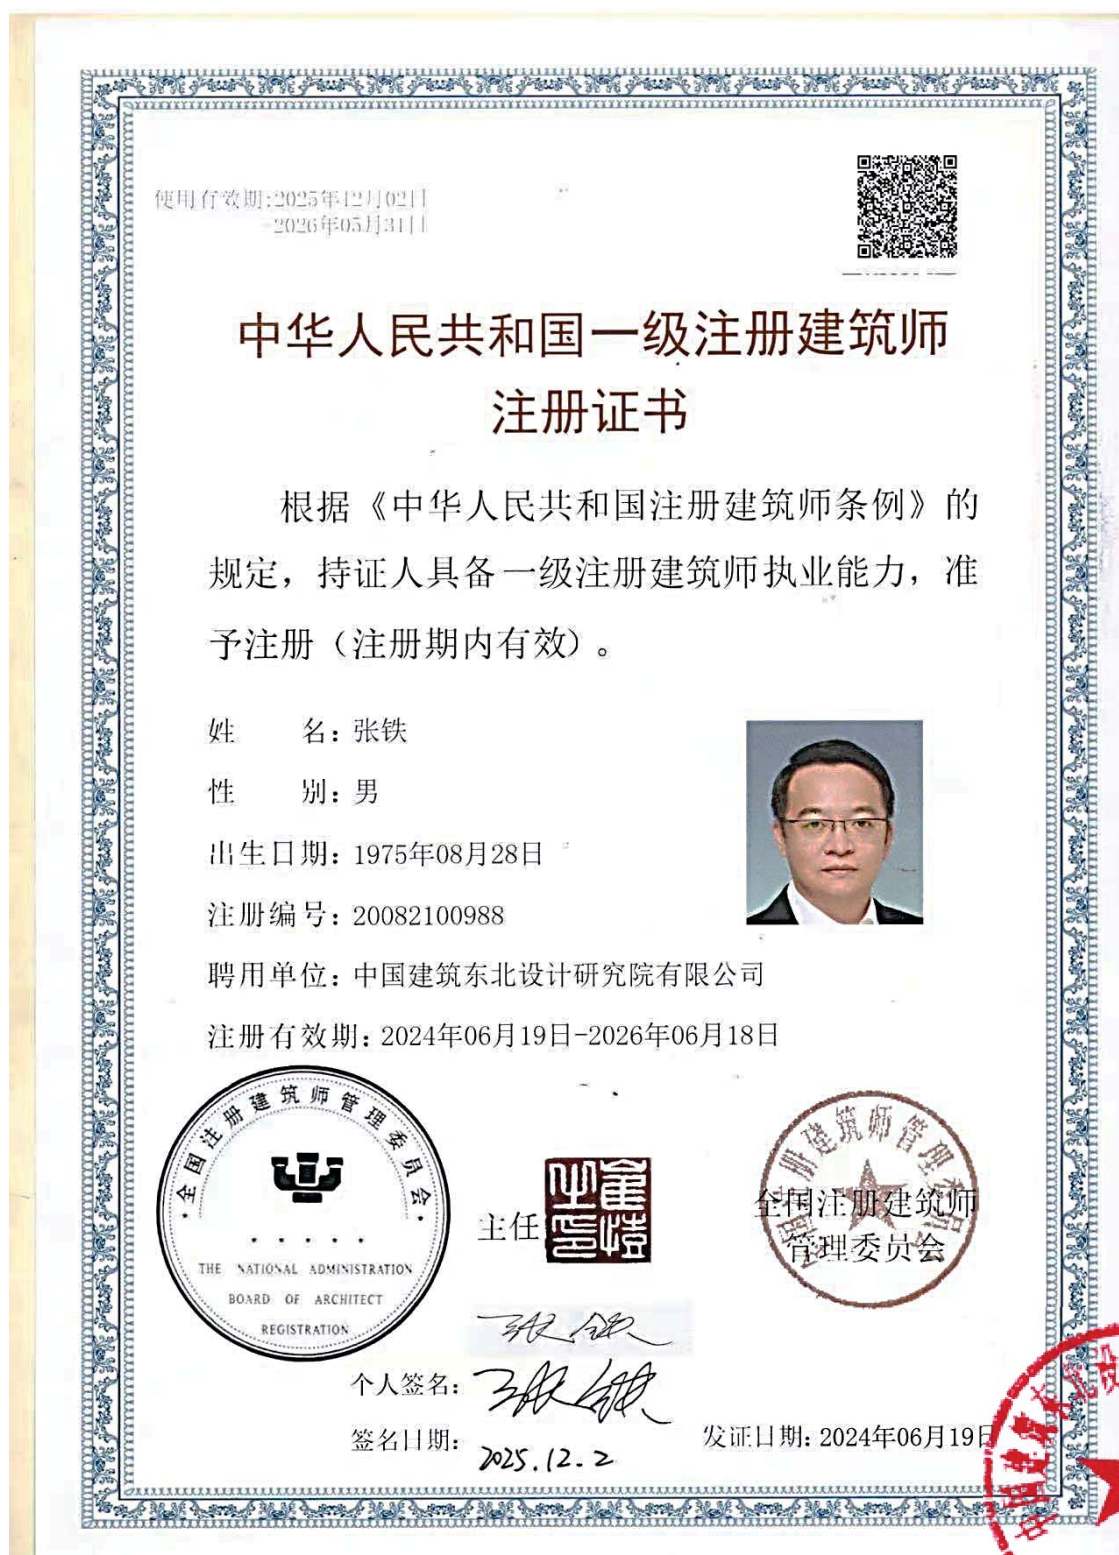 使用有效期:2025年12月02日
-2026年05月31日
中华人民共和国一级注册建筑师
注册证书
根据《中华人民共和国注册建筑师条例》的
规定，持证人具备一级注册建筑师执业能力，准
予注册（注册期内有效）。
姓 名：张铁
性 别：男
出生日期：1975年08月28日
注册编号：20082100988
聘用单位：中国建筑东北设计研究院有限公司
注册有效期：2024年06月19日-2026年06月18日
全国注册建筑师管理委员会
THE NATIONAL ADMINISTRATION
BOARD OF ARCHITECT
REGISTRATION
主任
全国注册建筑师
管理委员会
张铁
个人签名：张铁
签名日期：2025.12.2
发证日期：2024年06月19日